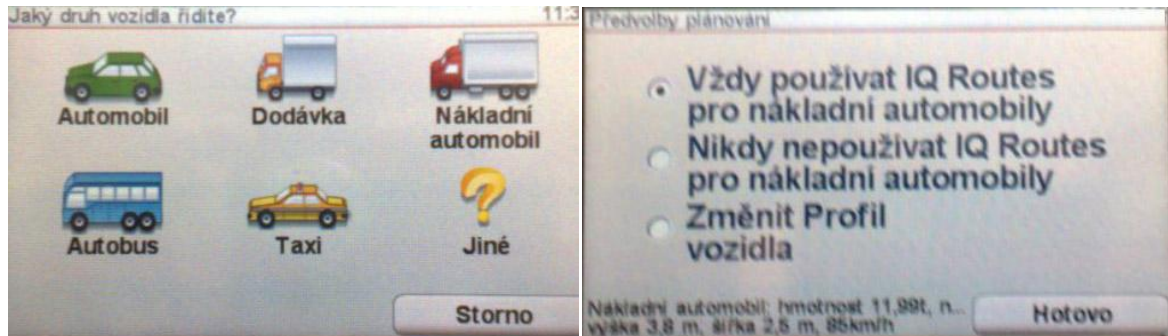 Jaký druh vozidla řídíte?
11:3
Automobil
Dodávka
Nákladní
automobil
Autobus
Taxi
Jiné
Storno
Předvolby plánování
Vždy používat IQ Routes
pro nákladní automobily
Nikdy nepoužívat IQ Routes
pro nákladní automobily
Změnit Profil
vozidla
Nákladní automobil: hmotnost 11,99t, n...
výška 3,8 m, šířka 2,5 m, 85km/h
Hotovo